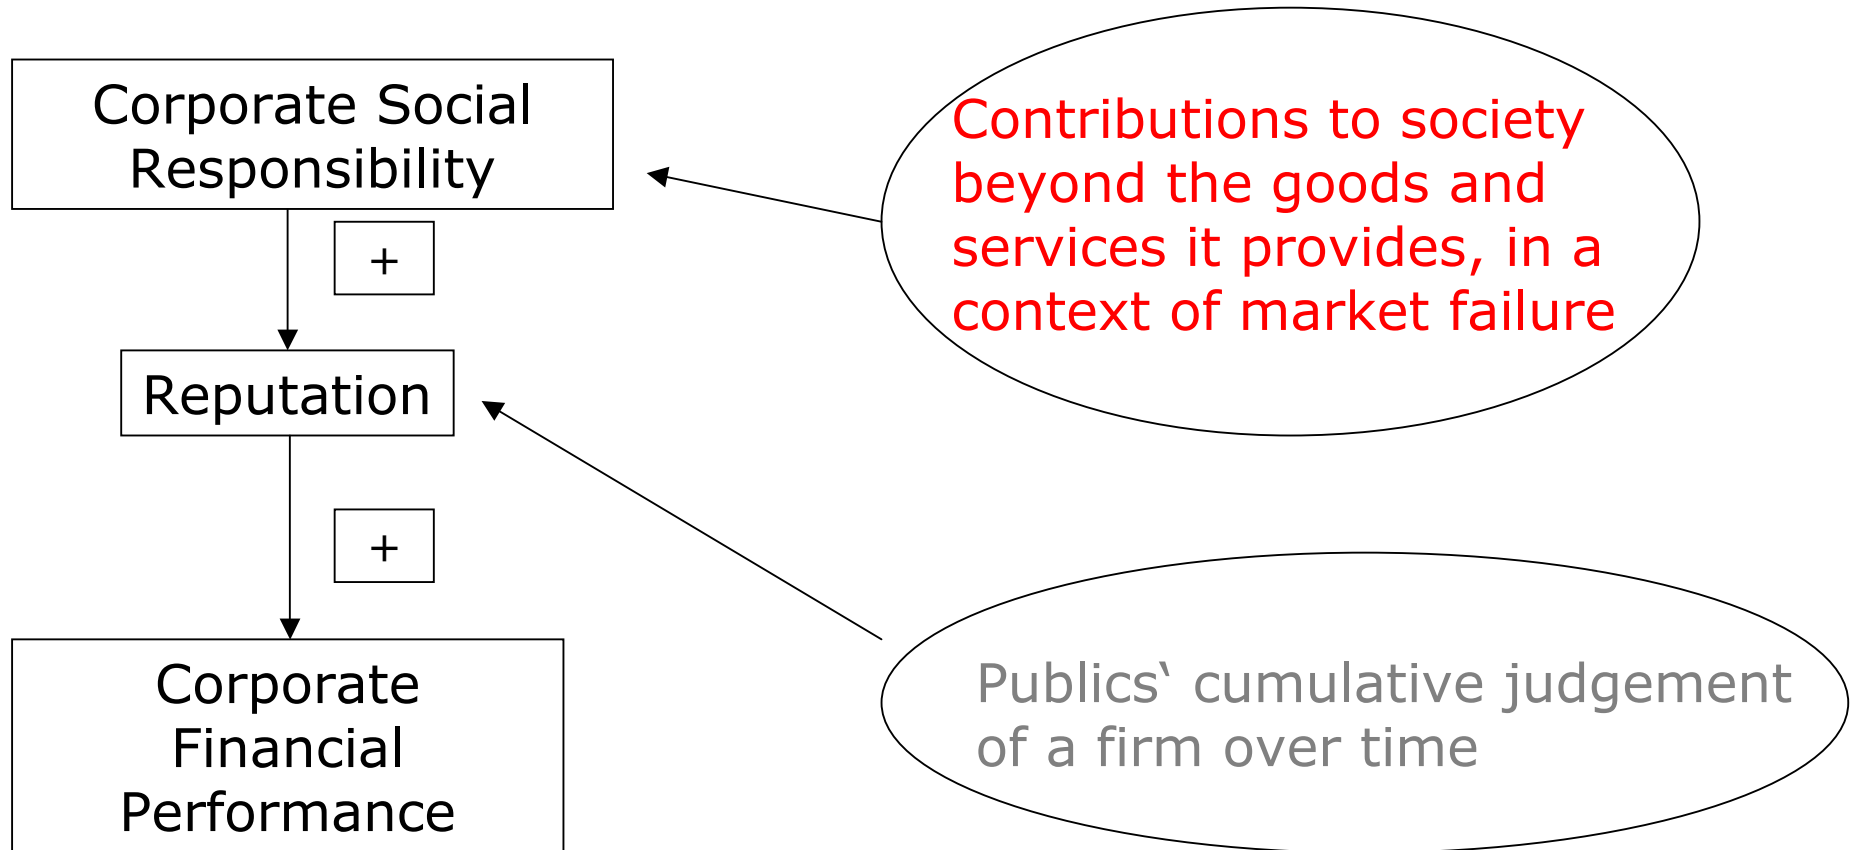 Corporate Social
Responsibility
+
Reputation
+
Corporate
Financial
Performance
Contributions to society
beyond the goods and
services it provides, in a
context of market failure
Publics‘ cumulative judgement
of a firm over time